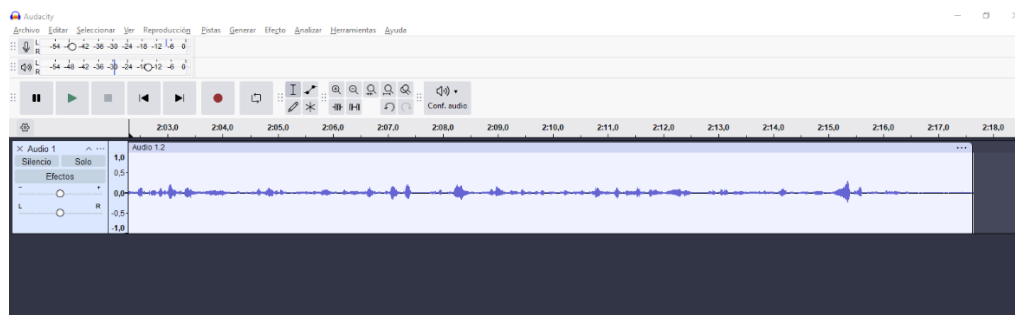 Audacity
Archivo Editar Seleccionar Ver Reproducción Pistas Generar Efecto Analizar Herramientas Ayuda
L
R
-54 -42 -36 -30 -24 -18 -12 -6 0
L
R
-54 -48 -42 -36 -30 -24 -12 -6 0
Conf. audio
2:03,0 2:04,0 2:05,0 2:06,0 2:07,0 2:08,0 2:09,0 2:10,0 2:11,0 2:12,0 2:13,0 2:14,0 2:15,0 2:16,0 2:17,0 2:18,0
Audio 1 Audio 1.2
Silencio Solo 1,0
0,5
Efectos
- + 0,0
L R -0,5
-1,0